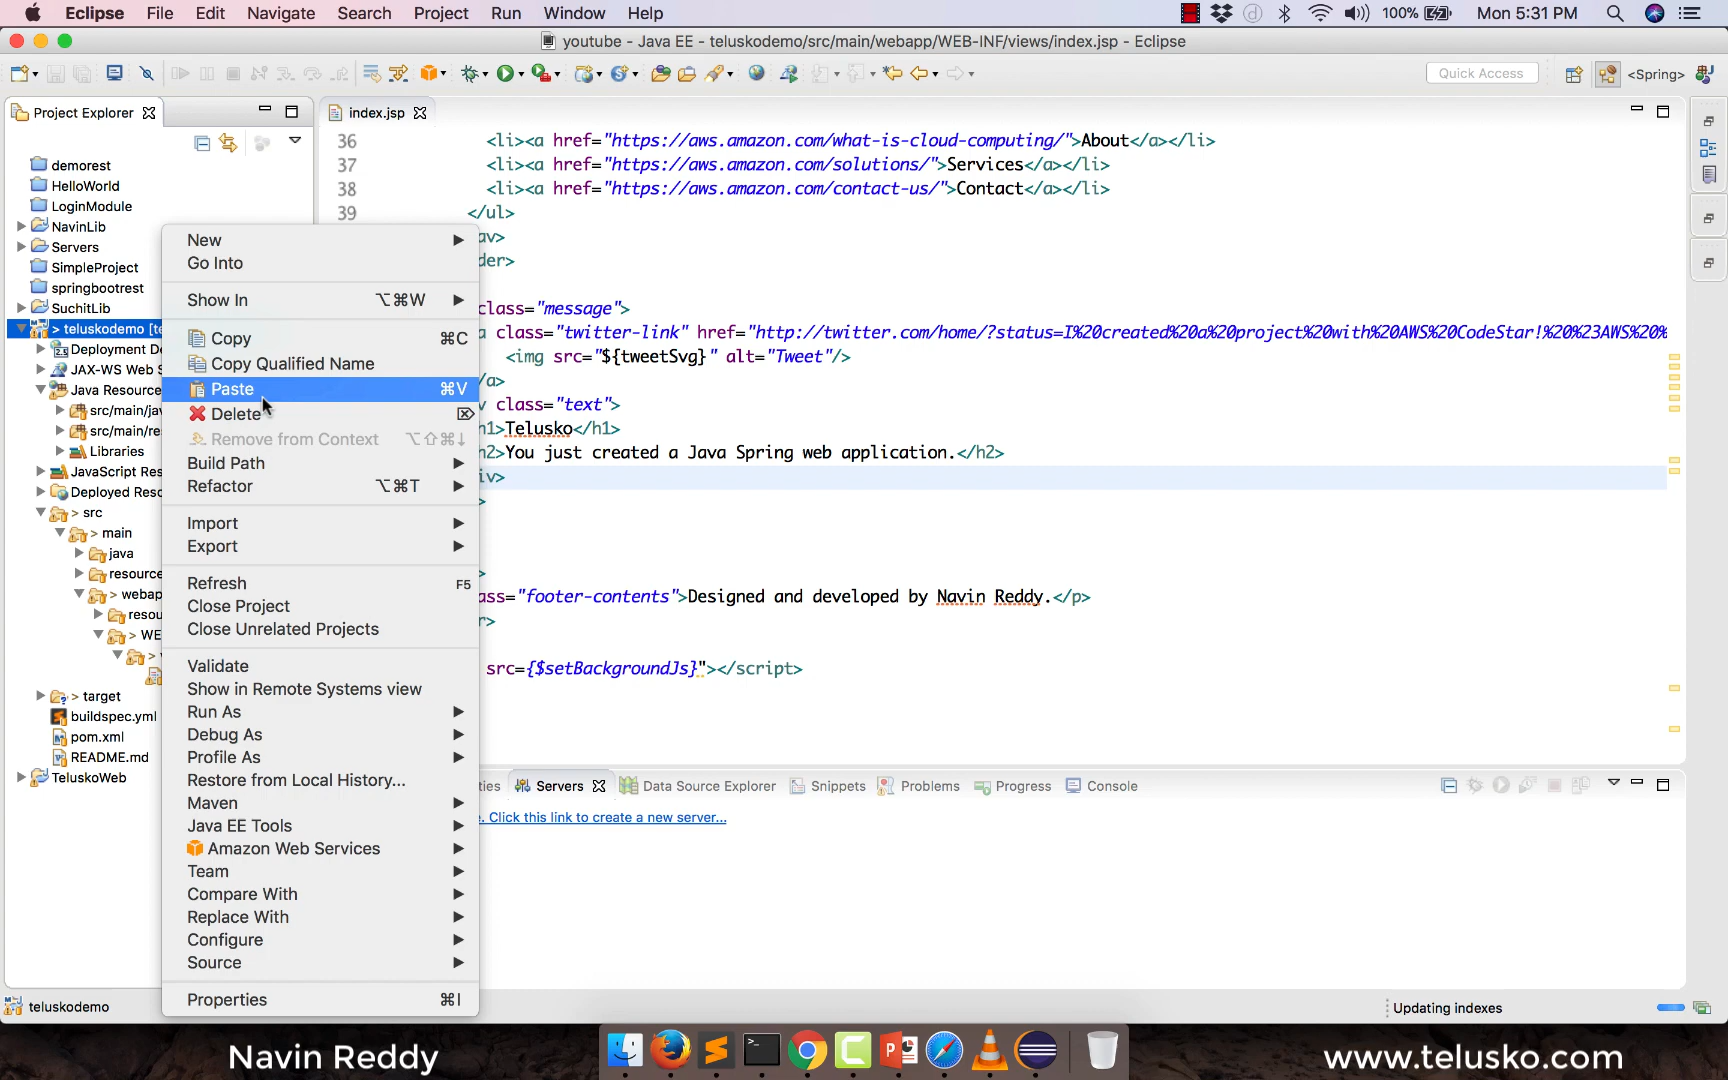 Eclipse File Edit Navigate Search Project Run Window Help 100% Mon 5:31 PM
youtube - Java EE - teluskodemo/src/main/webapp/WEB-INF/views/index.jsp - Eclipse
Quick Access <Spring>
Project Explorer
index.jsp
demorest
HelloWorld
LoginModule
NavinLib
Servers
SimpleProject
springbootrest
SuchitLib
> teluskodemo [te
Deployment De
JAX-WS Web S
Java Resource
src/main/jav
src/main/re
Libraries
JavaScript Res
Deployed Reso
> src
> main
java
resource
> webap
resou
> WE
>
> target
buildspec.yml
pom.xml
README.md
TeluskoWeb
New
Go Into
Show In ⌥⌘W
Copy ⌘C
Copy Qualified Name
Paste ⌘V
Delete ⌦
Remove from Context ⌥⇧⌘↓
Build Path
Refactor ⌥⌘T
Import
Export
Refresh F5
Close Project
Close Unrelated Projects
Validate
Show in Remote Systems view
Run As
Debug As
Profile As
Restore from Local History...
Maven
Java EE Tools
Amazon Web Services
Team
Compare With
Replace With
Configure
Source
Properties ⌘I
36 <li><a href="https://aws.amazon.com/what-is-cloud-computing/">About</a></li>
37 <li><a href="https://aws.amazon.com/solutions/">Services</a></li>
38 <li><a href="https://aws.amazon.com/contact-us/">Contact</a></li>
39 </ul>
av>
der>
class="message">
a class="twitter-link" href="http://twitter.com/home/?status=I%20created%20a%20project%20with%20AWS%20CodeStar!%20%23AWS%20%
<img src="${tweetSvg}" alt="Tweet"/>
/a>
v class="text">
h1>Telusko</h1>
h2>You just created a Java Spring web application.</h2>
iv>
>
>
ass="footer-contents">Designed and developed by Navin Reddy.</p>
r>
src={$setBackgroundJs}"></script>
ties Servers Data Source Explorer Snippets Problems Progress Console
. Click this link to create a new server...
teluskodemo
Updating indexes
Navin Reddy
www.telusko.com